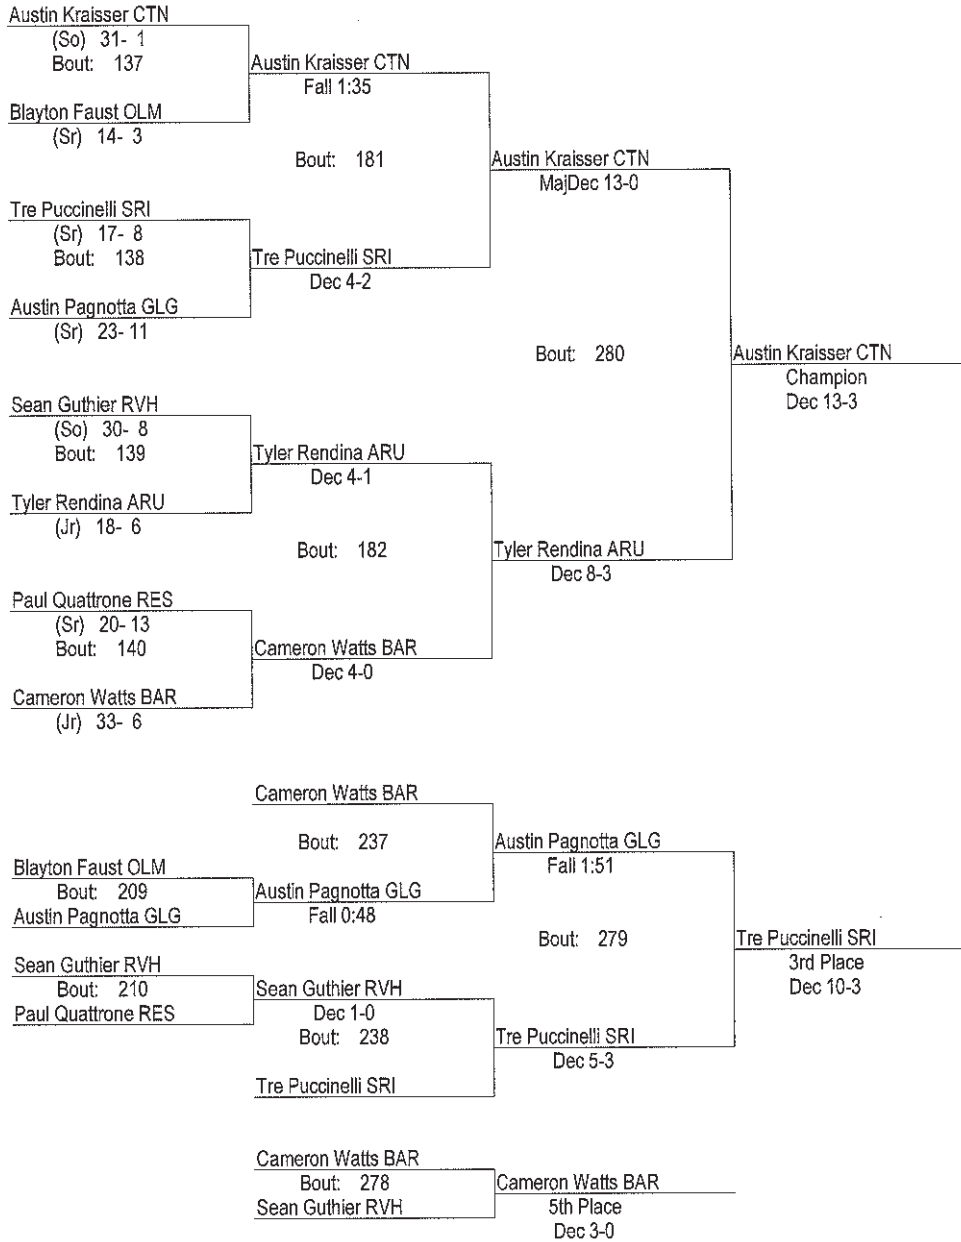 Austin Kraisser CTN
(So) 31- 1
Bout: 137
Austin Kraisser CTN
Fall 1:35
Blayton Faust OLM
(Sr) 14- 3
Bout: 181
Austin Kraisser CTN
MajDec 13-0
Tre Puccinelli SRI
(Sr) 17- 8
Bout: 138
Tre Puccinelli SRI
Dec 4-2
Austin Pagnotta GLG
(Sr) 23- 11
Bout: 280
Austin Kraisser CTN
Champion
Dec 13-3
Sean Guthier RVH
(So) 30- 8
Bout: 139
Tyler Rendina ARU
Dec 4-1
Tyler Rendina ARU
(Jr) 18- 6
Bout: 182
Tyler Rendina ARU
Dec 8-3
Paul Quattrone RES
(Sr) 20- 13
Bout: 140
Cameron Watts BAR
Dec 4-0
Cameron Watts BAR
(Jr) 33- 6
Cameron Watts BAR
Bout: 237
Austin Pagnotta GLG
Fall 1:51
Blayton Faust OLM
Bout: 209
Austin Pagnotta GLG
Austin Pagnotta GLG
Fall 0:48
Bout: 279
Tre Puccinelli SRI
3rd Place
Dec 10-3
Sean Guthier RVH
Bout: 210
Paul Quattrone RES
Sean Guthier RVH
Dec 1-0
Bout: 238
Tre Puccinelli SRI
Dec 5-3
Tre Puccinelli SRI
Cameron Watts BAR
Bout: 278
Sean Guthier RVH
Cameron Watts BAR
5th Place
Dec 3-0